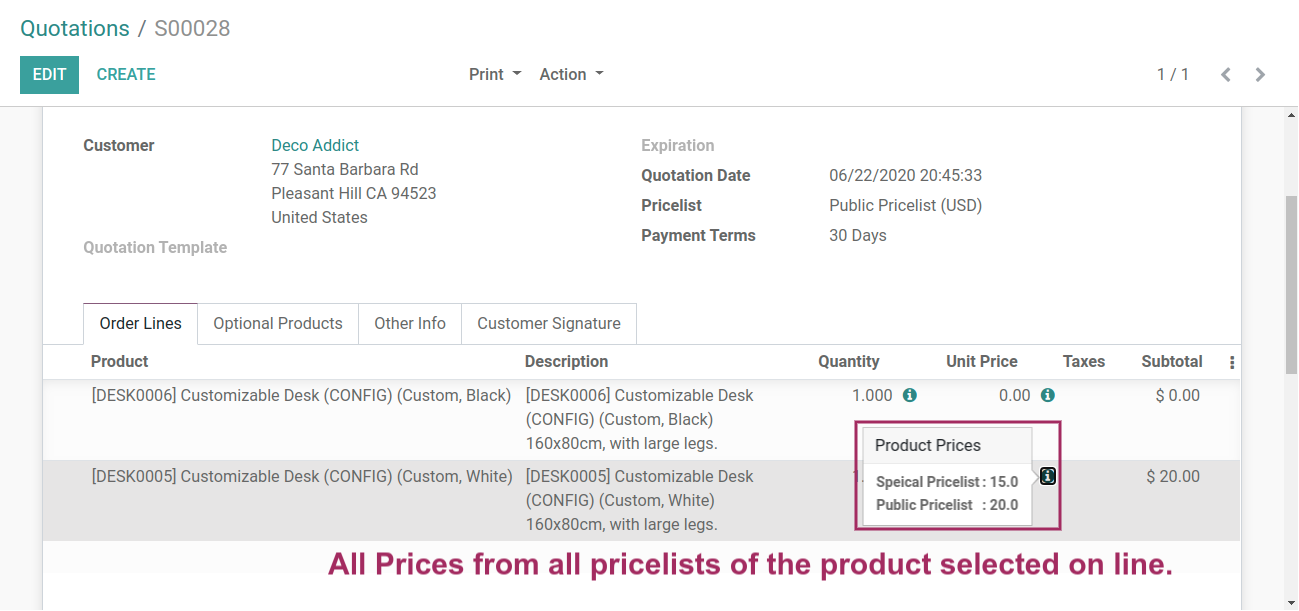 Quotations / S00028
EDIT CREATE Print Action 1 / 1
Customer Deco Addict Expiration
77 Santa Barbara Rd Quotation Date 06/22/2020 20:45:33
Pleasant Hill CA 94523 Pricelist Public Pricelist (USD)
United States Payment Terms 30 Days
Quotation Template
Order Lines Optional Products Other Info Customer Signature
Product Description Quantity Unit Price Taxes Subtotal
[DESK0006] Customizable Desk (CONFIG) (Custom, Black) [DESK0006] Customizable Desk 1.000 0.00 $ 0.00
(CONFIG) (Custom, Black)
160x80cm, with large legs.
Product Prices
[DESK0005] Customizable Desk (CONFIG) (Custom, White) [DESK0005] Customizable Desk $ 20.00
Speical Pricelist : 15.0
(CONFIG) (Custom, White)
Public Pricelist : 20.0
160x80cm, with large legs.
All Prices from all pricelists of the product selected on line.